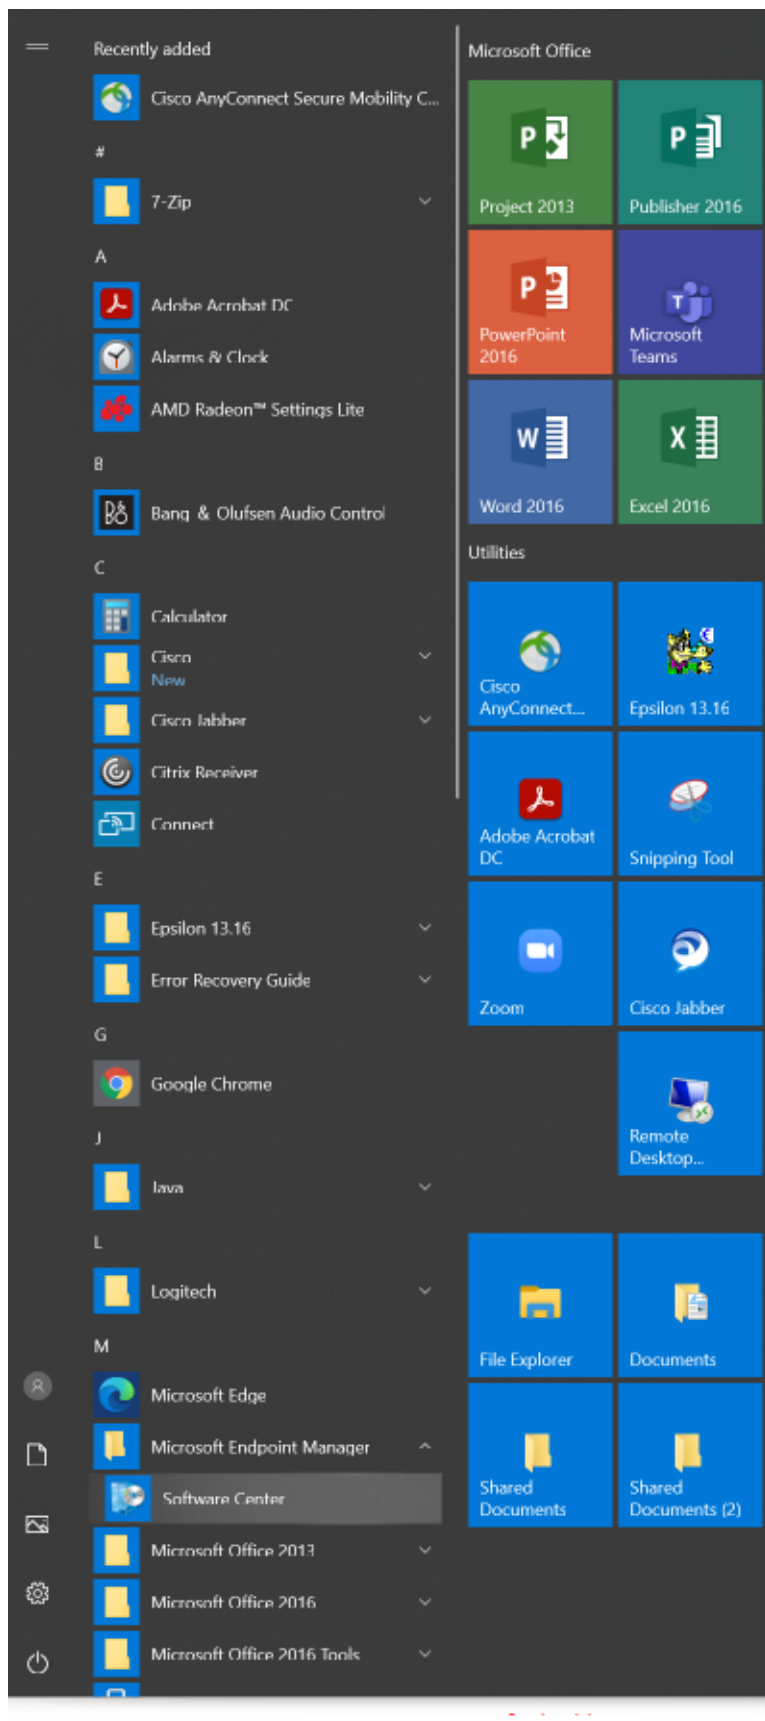 Recently added
Cisco AnyConnect Secure Mobility C...
#
7-Zip
A
Adobe Acrobat DC
Alarms & Clock
AMD Radeon™ Settings Lite
B
Bang & Olufsen Audio Control
C
Calculator
Cisco
New
Cisco Jabber
Citrix Receiver
Connect
E
Epsilon 13.16
Error Recovery Guide
G
Google Chrome
J
Java
L
Logitech
M
Microsoft Edge
Microsoft Endpoint Manager
Software Center
Microsoft Office 2013
Microsoft Office 2016
Microsoft Office 2016 Tools
Microsoft Office
Project 2013
Publisher 2016
PowerPoint
2016
Microsoft
Teams
Word 2016
Excel 2016
Utilities
Cisco
AnyConnect...
Epsilon 13.16
Adobe Acrobat
DC
Snipping Tool
Zoom
Cisco Jabber
Remote
Desktop...
File Explorer
Documents
Shared
Documents
Shared
Documents (2)